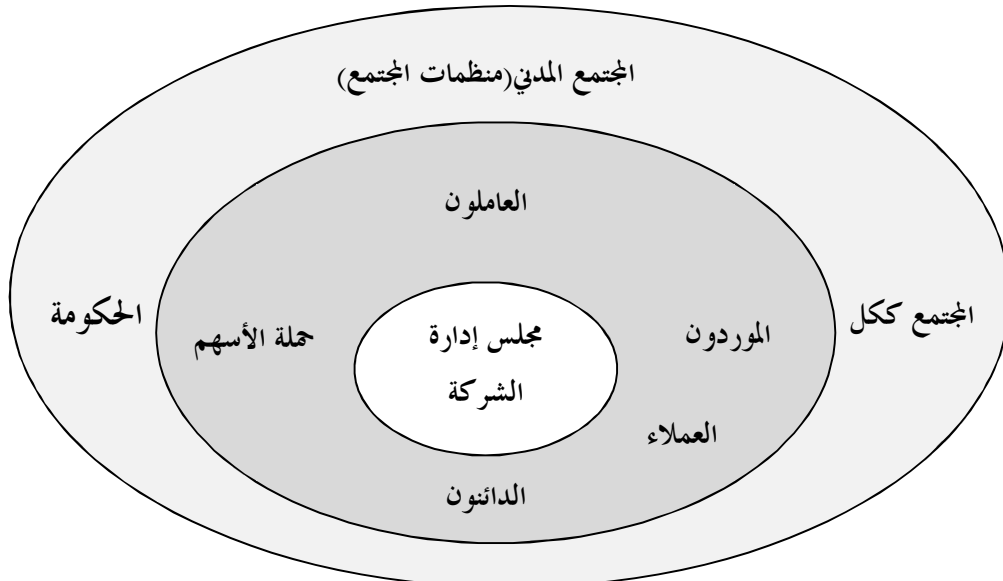 المجتمع المدني(منظمات المجتمع)
العاملون
المجتمع ككل
الموردون
مجلس إدارة
الشركة
حملة الأسهم
الحكومة
العملاء
الدائنون